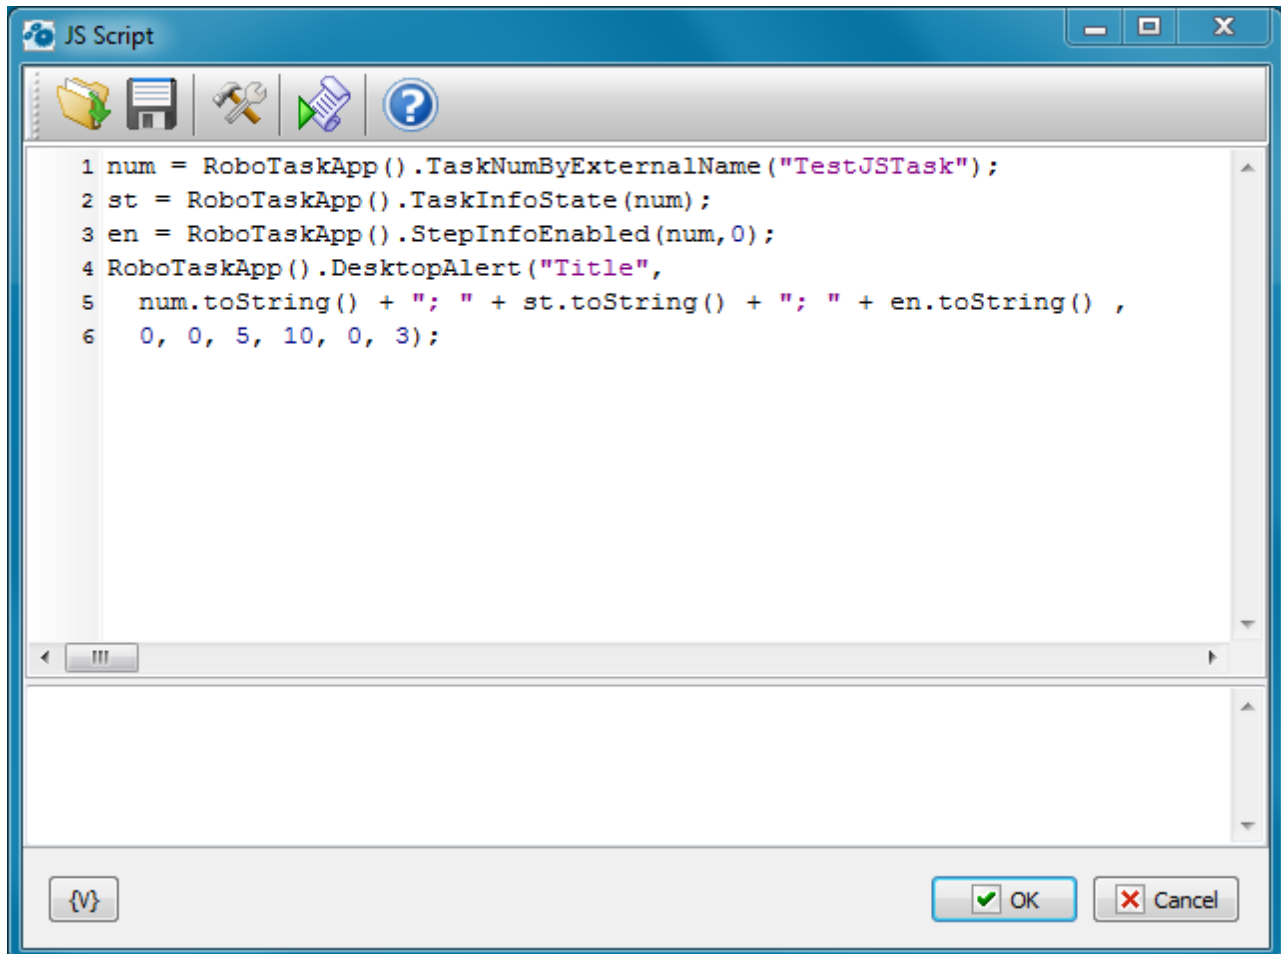 JS Script
1 num = RoboTaskApp().TaskNumByExternalName("TestJSTask");
2 st = RoboTaskApp().TaskInfoState(num);
3 en = RoboTaskApp().StepInfoEnabled(num,0);
4 RoboTaskApp().DesktopAlert("Title",
5   num.toString() + "; " + st.toString() + "; " + en.toString() ,
6   0, 0, 5, 10, 0, 3);
{V} OK Cancel